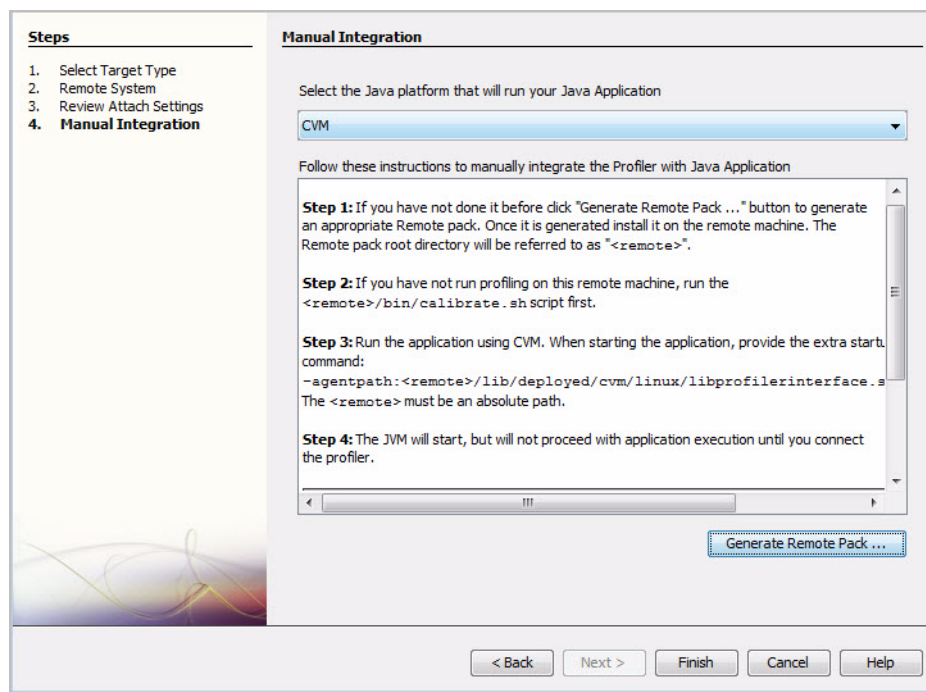 Steps
1. Select Target Type
2. Remote System
3. Review Attach Settings
4. Manual Integration
Manual Integration
Select the Java platform that will run your Java Application
CVM
Follow these instructions to manually integrate the Profiler with Java Application
Step 1: If you have not done it before click "Generate Remote Pack ..." button to generate
an appropriate Remote pack. Once it is generated install it on the remote machine. The
Remote pack root directory will be referred to as "<remote>".
Step 2: If you have not run profiling on this remote machine, run the
<remote>/bin/calibrate.sh script first.
Step 3: Run the application using CVM. When starting the application, provide the extra startu
command:
-agentpath:<remote>/lib/deployed/cvm/linux/libprofilerinterface.s
The <remote> must be an absolute path.
Step 4: The JVM will start, but will not proceed with application execution until you connect
the profiler.
Generate Remote Pack ...
< Back Next > Finish Cancel Help